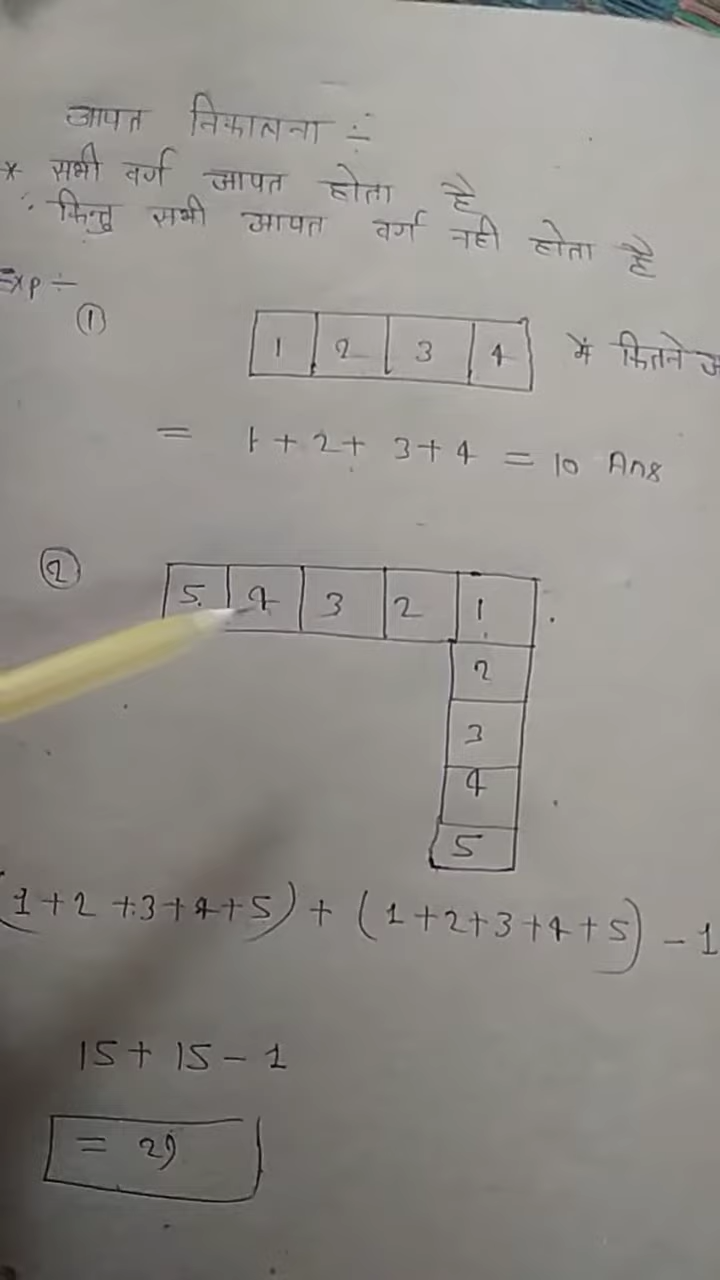 आयत निकालना ÷
* सभी वर्ग आयत होता है
∴ किन्तु सभी आयत वर्ग नही होता है
Exp ÷
① 1 2 3 4 में कितने
= 1 + 2 + 3 + 4 = 10 Ans
② 5 4 3 2 1
2
3
4
5
(1 + 2 + 3 + 4 + 5) + (1 + 2 + 3 + 4 + 5) - 1
15 + 15 - 1
= 29